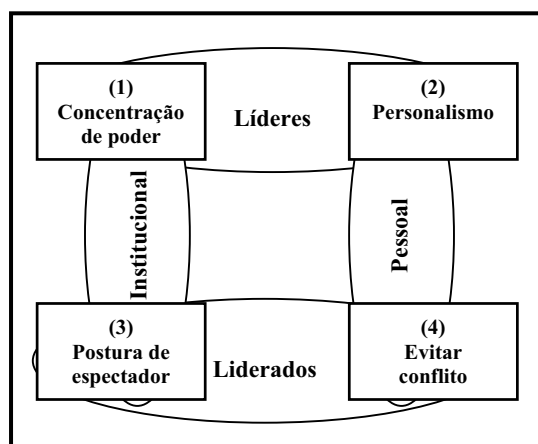 (1)
Concentração
de poder
Líderes
(2)
Personalismo
Institucional
Pessoal
(3)
Postura de
espectador
Liderados
(4)
Evitar
conflito